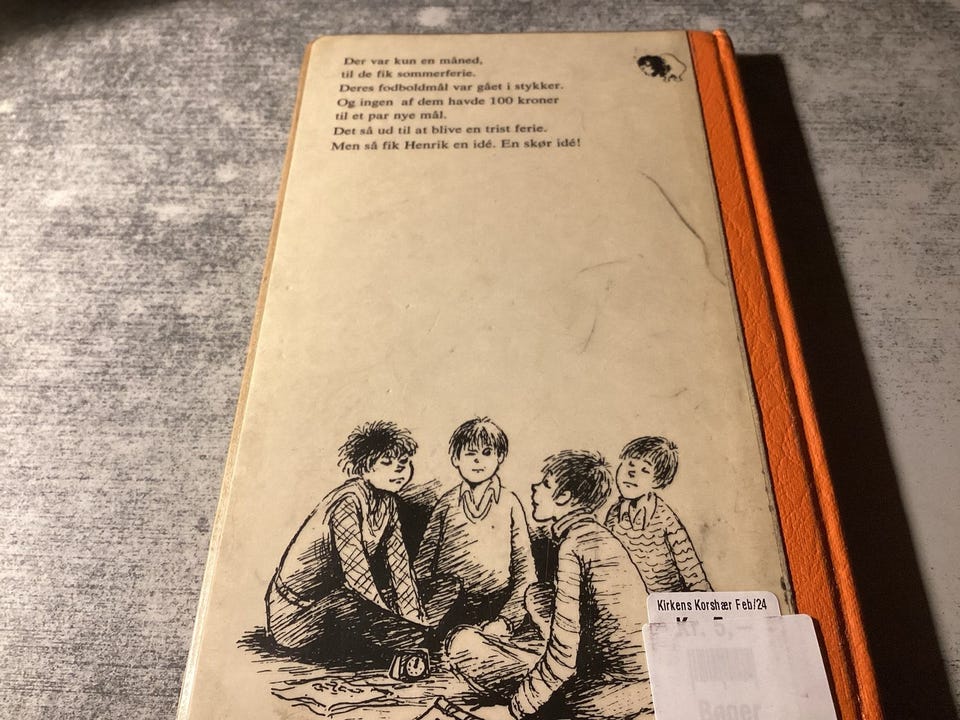 Der var kun en måned,
til de fik sommerferie.
Deres fodboldmål var gået i stykker.
Og ingen af dem havde 100 kroner
til et par nye mål.
Det så ud til at blive en trist ferie.
Men så fik Henrik en idé. En skør idé!
Kirkens Korshær Feb/24
Kr. 5,—
Bøger